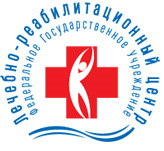 Лечебно-реабилитационный центр
Федеральное Государственное учреждение